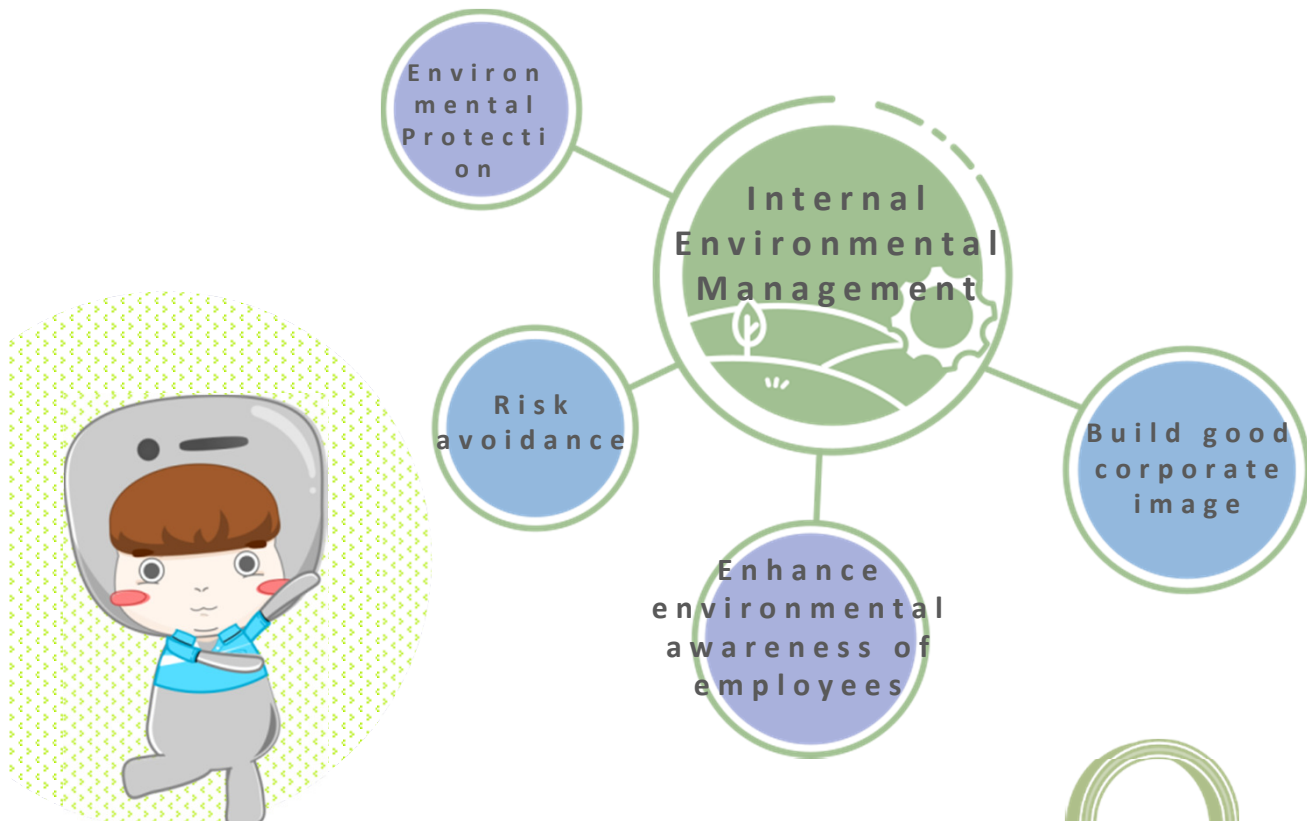 Environ
mental
Protecti
on
Internal
Environmental
Management
Risk
avoidance
Build good
corporate
image
Enhance
environmental
awareness of
employees